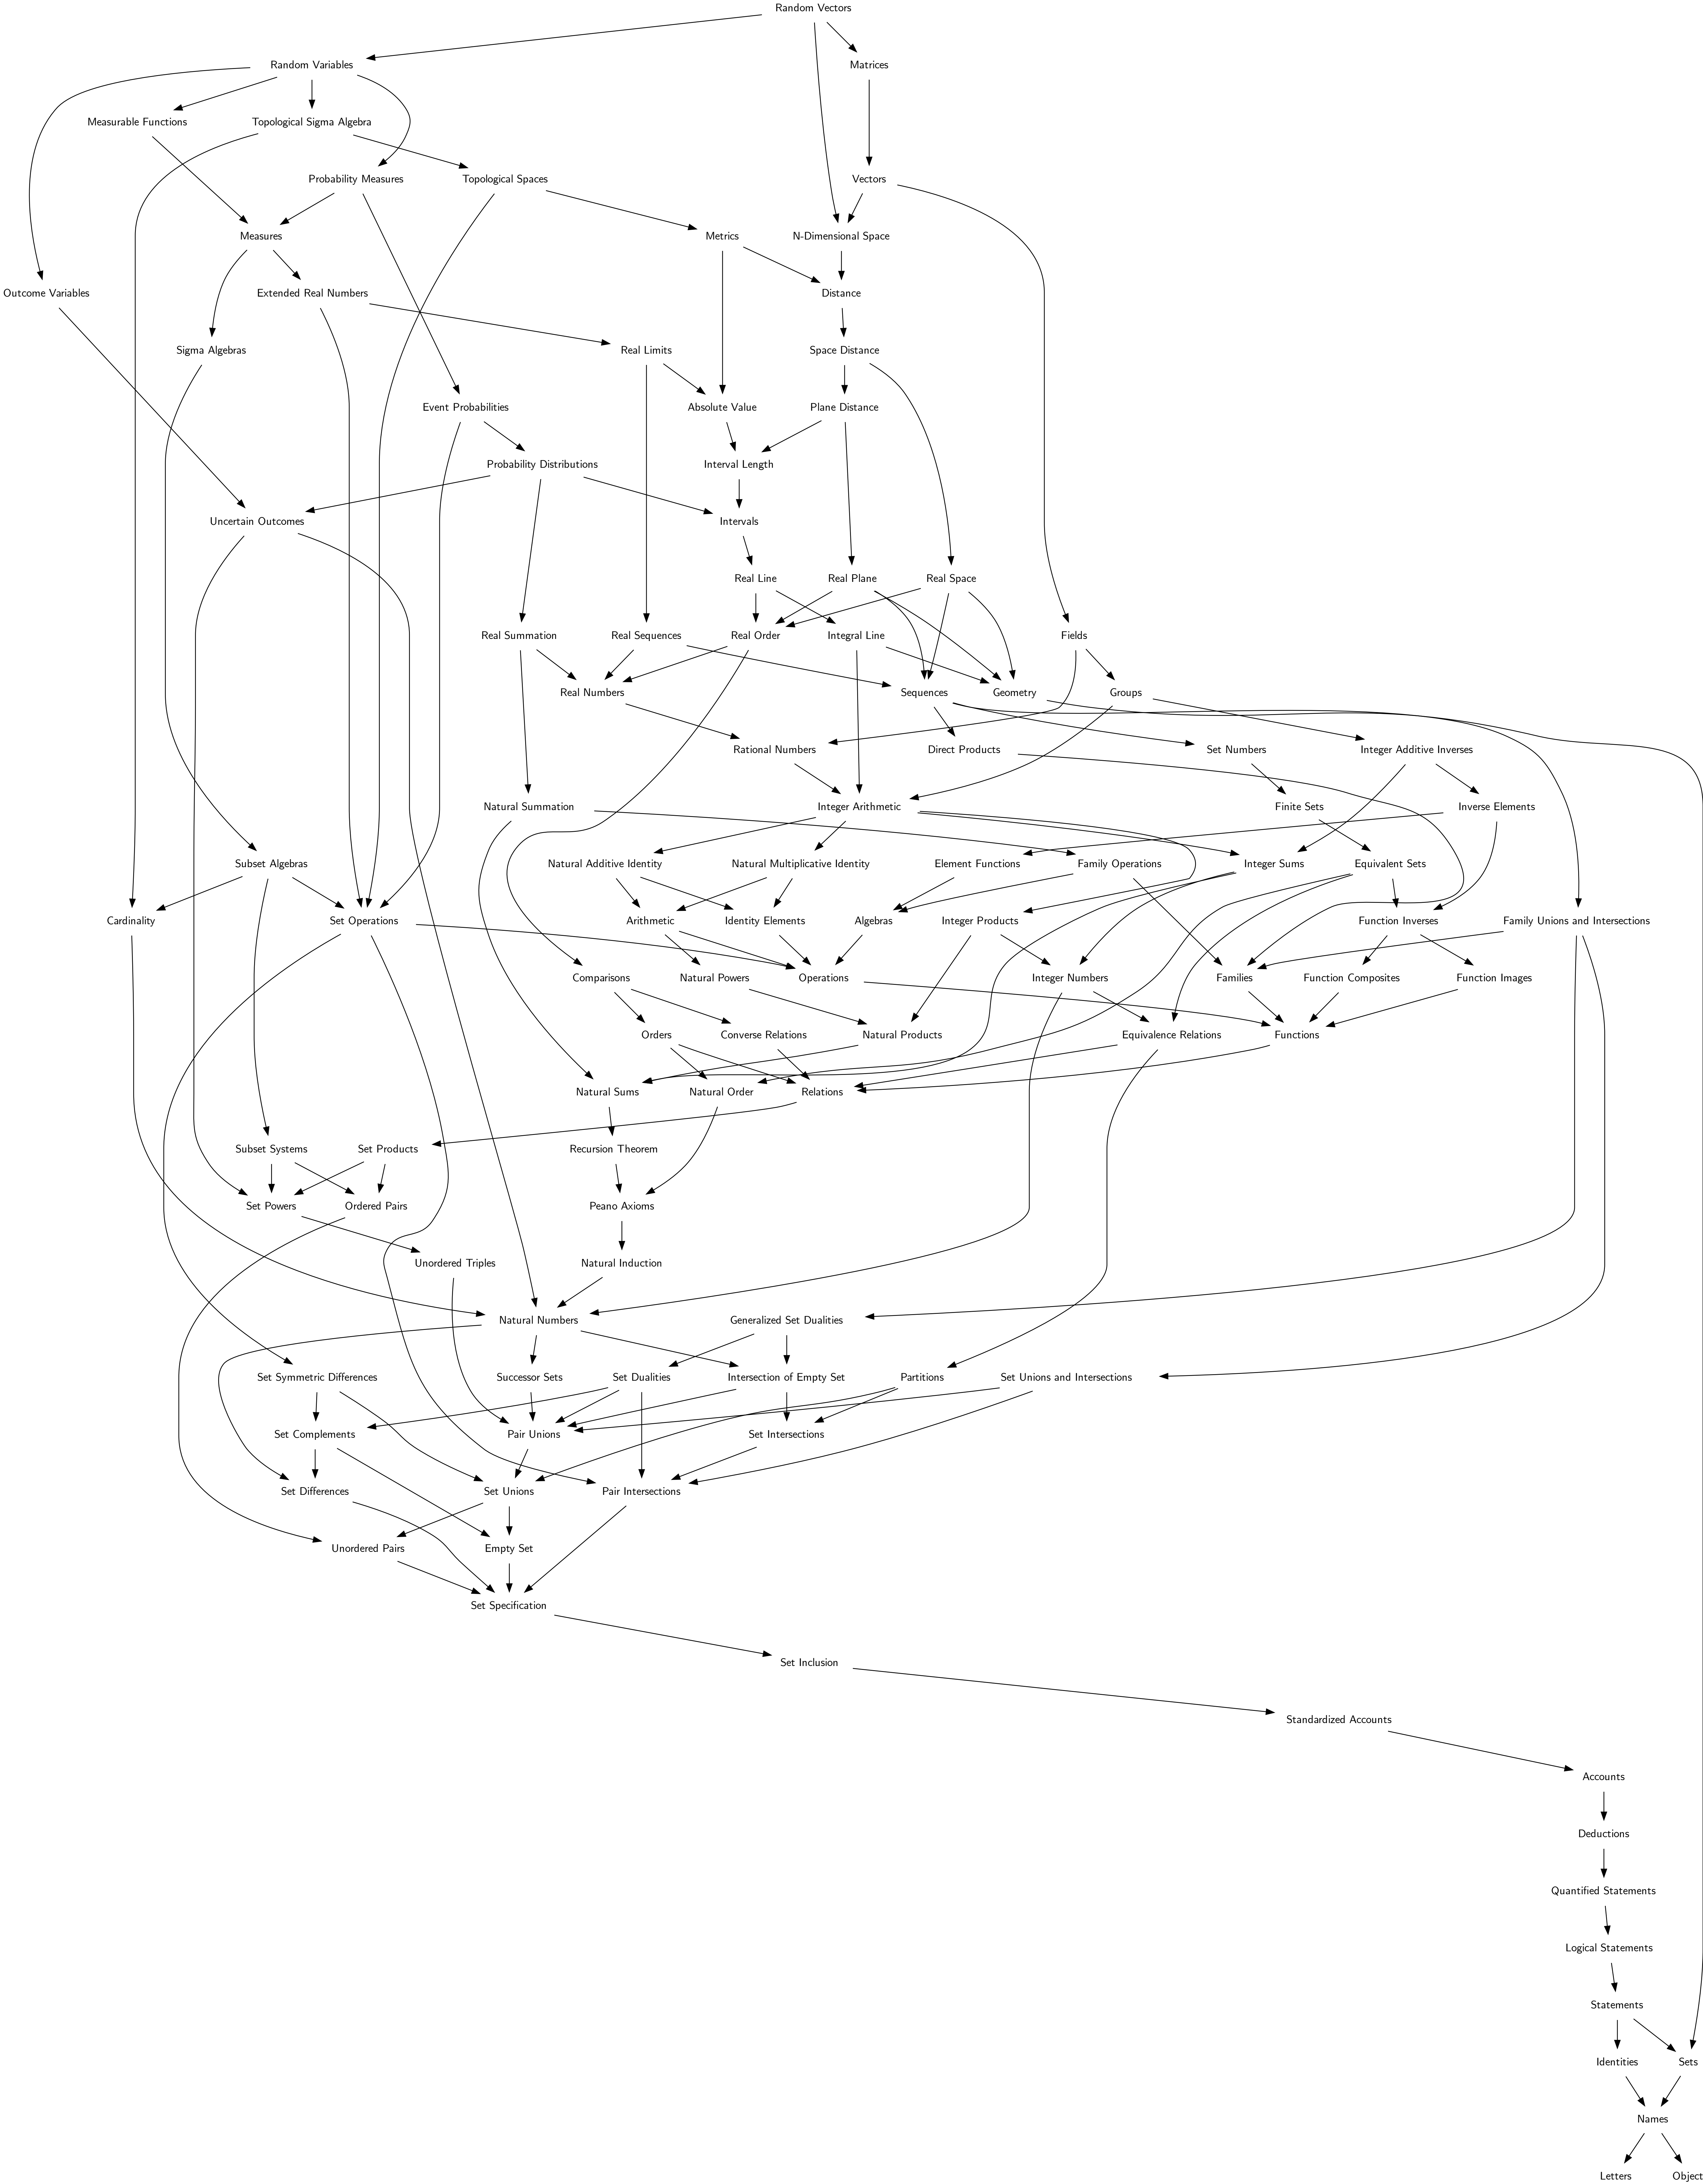 Random Vectors
Random Variables
Matrices
Measurable Functions
Topological Sigma Algebra
Probability Measures
Topological Spaces
Vectors
Measures
Metrics
N-Dimensional Space
Outcome Variables
Extended Real Numbers
Distance
Sigma Algebras
Real Limits
Space Distance
Event Probabilities
Absolute Value
Plane Distance
Probability Distributions
Interval Length
Uncertain Outcomes
Intervals
Real Line
Real Plane
Real Space
Real Summation
Real Sequences
Real Order
Integral Line
Fields
Real Numbers
Sequences
Geometry
Groups
Rational Numbers
Direct Products
Set Numbers
Integer Additive Inverses
Natural Summation
Integer Arithmetic
Finite Sets
Inverse Elements
Subset Algebras
Natural Additive Identity
Natural Multiplicative Identity
Element Functions
Family Operations
Integer Sums
Equivalent Sets
Cardinality
Set Operations
Arithmetic
Identity Elements
Algebras
Integer Products
Function Inverses
Family Unions and Intersections
Comparisons
Natural Powers
Operations
Integer Numbers
Families
Function Composites
Function Images
Orders
Converse Relations
Natural Products
Equivalence Relations
Functions
Natural Sums
Natural Order
Relations
Subset Systems
Set Products
Recursion Theorem
Set Powers
Ordered Pairs
Peano Axioms
Unordered Triples
Natural Induction
Natural Numbers
Generalized Set Dualities
Set Symmetric Differences
Successor Sets
Set Dualities
Intersection of Empty Set
Partitions
Set Unions and Intersections
Set Complements
Pair Unions
Set Intersections
Set Differences
Set Unions
Pair Intersections
Unordered Pairs
Empty Set
Set Specification
Set Inclusion
Standardized Accounts
Accounts
Deductions
Quantified Statements
Logical Statements
Statements
Identities
Sets
Names
Letters
Object